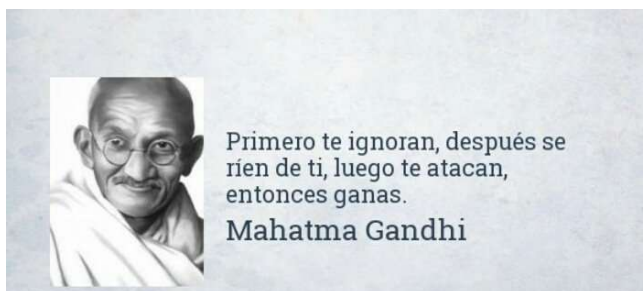 Primero te ignoran, después se
ríen de ti, luego te atacan,
entonces ganas.
Mahatma Gandhi